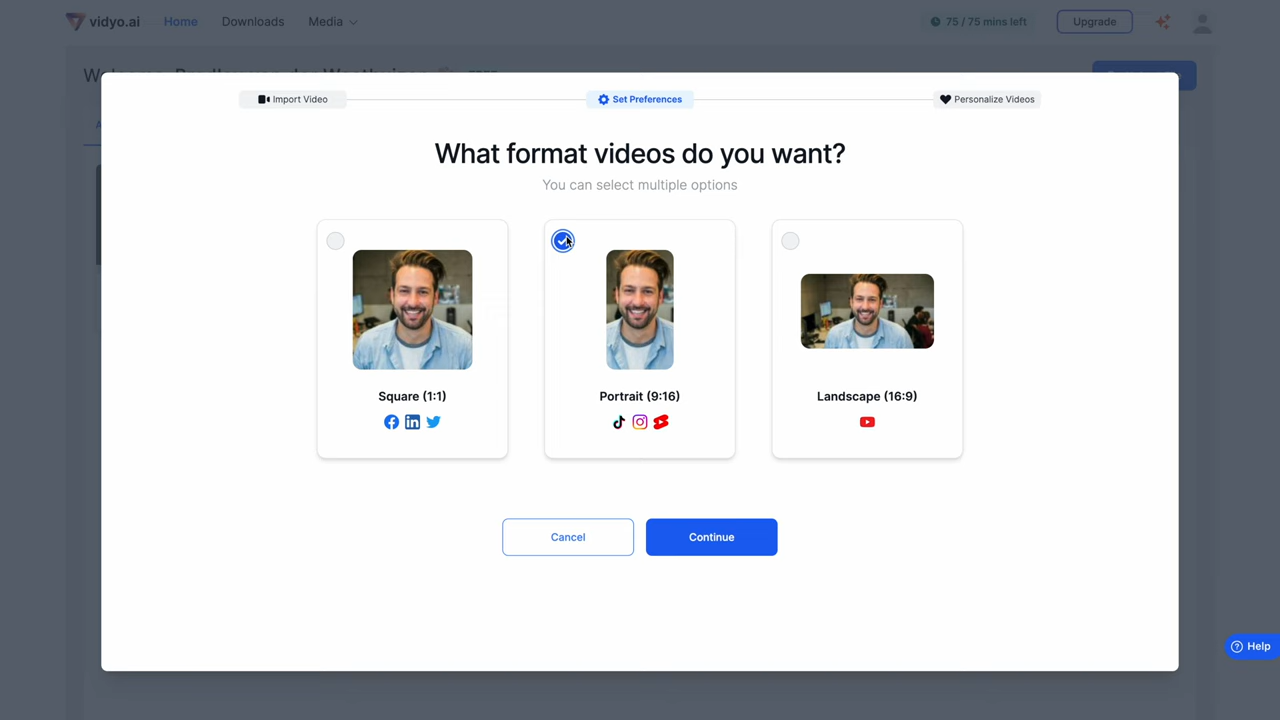 vidyo.ai
Home
Downloads
Media
75 / 75 mins left
Upgrade
Import Video
Set Preferences
Personalize Videos
What format videos do you want?
You can select multiple options
Square (1:1)
Portrait (9:16)
Landscape (16:9)
Cancel
Continue
Help